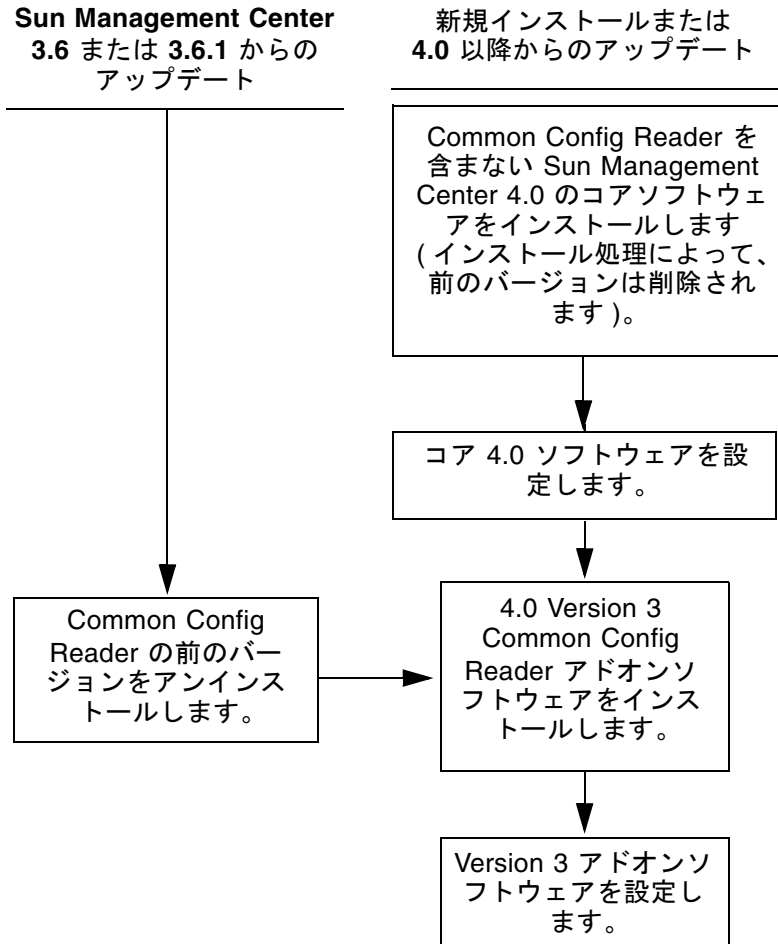 Sun Management Center
3.6 または 3.6.1 からの
アップデート
新規インストールまたは
4.0 以降からのアップデート
Common Config Reader を
含まない Sun Management
Center 4.0 のコアソフトウェ
アをインストールします
( インストール処理によって、
前のバージョンは削除され
ます )。
コア 4.0 ソフトウェアを設
定します。
Common Config
Reader の前のバー
ジョンをアンインス
トールします。
4.0 Version 3
Common Config
Reader アドオンソ
フトウェアをインス
トールします。
Version 3 アドオンソ
フトウェアを設定し
ます。